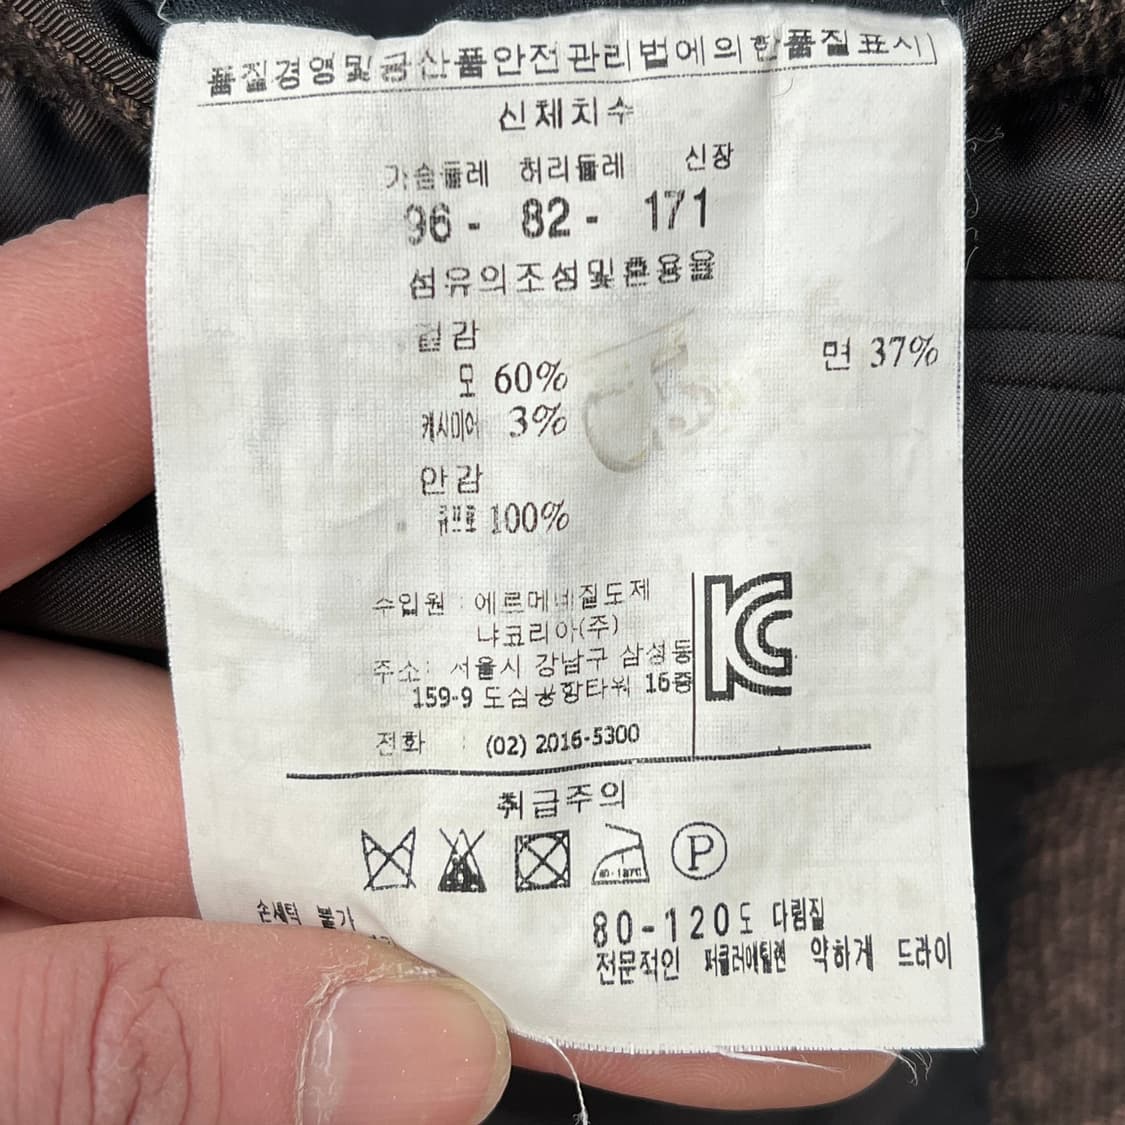 품질경영및공산품안전관리법에의한품질표시
신체치수
가슴둘레 허리둘레 신장
96 - 82 - 171
섬유의조성및혼용율
겉감
모 60% 면 37%
캐시미어 3%
안감
큐프로 100%
수입원 : 에르메네질도제
냐코리아(주)
주소 : 서울시 강남구 삼성동
159-9 도심공항타워 16층
전화 : (02) 2016-5300
KC
취급주의
P
손세탁 불가
80-120도 다림질
전문적인 퍼클러에틸렌 약하게 드라이